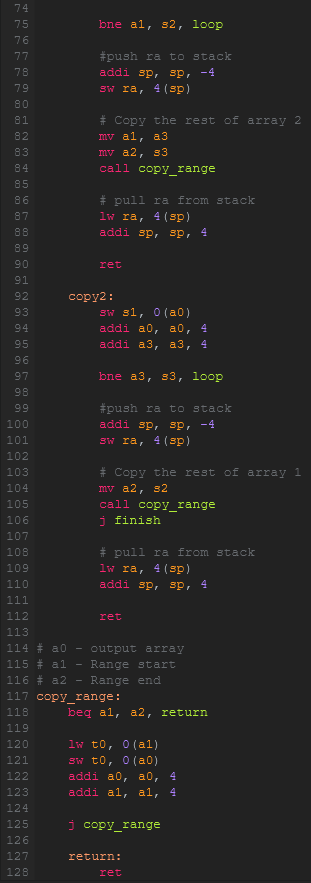 74
75 bne a1, s2, loop
76
77 #push ra to stack
78 addi sp, sp, -4
79 sw ra, 4(sp)
80
81 # Copy the rest of array 2
82 mv a1, a3
83 mv a2, s3
84 call copy_range
85
86 # pull ra from stack
87 lw ra, 4(sp)
88 addi sp, sp, 4
89
90 ret
91
92 copy2:
93 sw s1, 0(a0)
94 addi a0, a0, 4
95 addi a3, a3, 4
96
97 bne a3, s3, loop
98
99 #push ra to stack
100 addi sp, sp, -4
101 sw ra, 4(sp)
102
103 # Copy the rest of array 1
104 mv a2, s2
105 call copy_range
106 j finish
107
108 # pull ra from stack
109 lw ra, 4(sp)
110 addi sp, sp, 4
111
112 ret
113
114 # a0 - output array
115 # a1 - Range start
116 # a2 - Range end
117 copy_range:
118 beq a1, a2, return
119
120 lw t0, 0(a1)
121 sw t0, 0(a0)
122 addi a0, a0, 4
123 addi a1, a1, 4
124
125 j copy_range
126
127 return:
128 ret